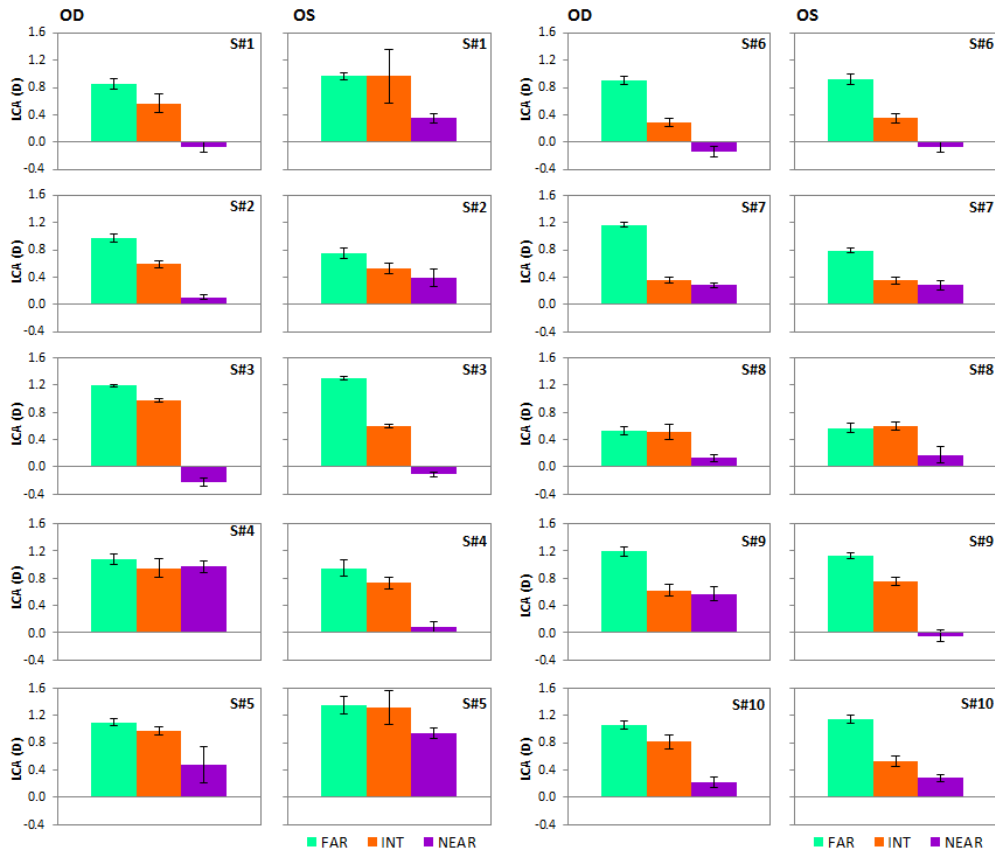 OD OS OD OS
1.6 S#1 S#1 1.6 S#6 S#6
1.2 1.2
LCA (D) 0.8 LCA (D) 0.8
0.4 0.4
0.0 0.0
-0.4 -0.4
1.6 S#2 S#2 1.6 S#7 S#7
1.2 1.2
LCA (D) 0.8 LCA (D) 0.8
0.4 0.4
0.0 0.0
-0.4 -0.4
1.6 S#3 S#3 1.6 S#8 S#8
1.2 1.2
LCA (D) 0.8 LCA (D) 0.8
0.4 0.4
0.0 0.0
-0.4 -0.4
1.6 S#4 S#4 1.6 S#9 S#9
1.2 1.2
LCA (D) 0.8 LCA (D) 0.8
0.4 0.4
0.0 0.0
-0.4 -0.4
1.6 S#5 S#5 1.6 S#10 S#10
1.2 1.2
LCA (D) 0.8 LCA (D) 0.8
0.4 0.4
0.0 0.0
-0.4 -0.4
FAR INT NEAR FAR INT NEAR